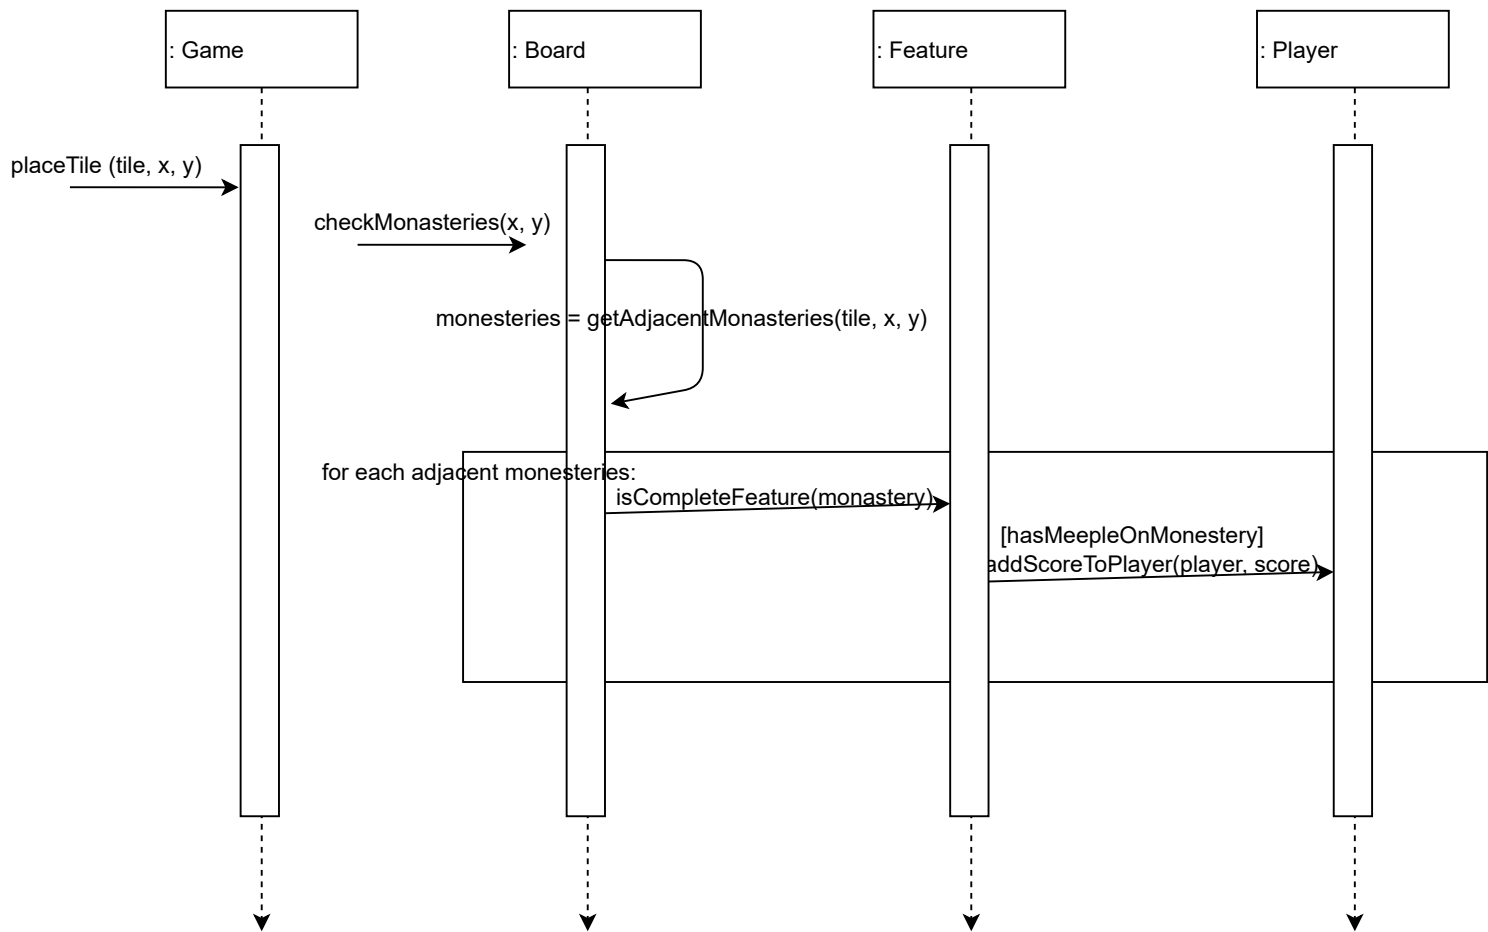 : Game
: Board
: Feature
: Player
placeTile (tile, x, y)
checkMonasteries(x, y)
monesteries = getAdjacentMonasteries(tile, x, y)
for each adjacent monesteries:
isCompleteFeature(monastery)
[hasMeepleOnMonestery]
addScoreToPlayer(player, score)